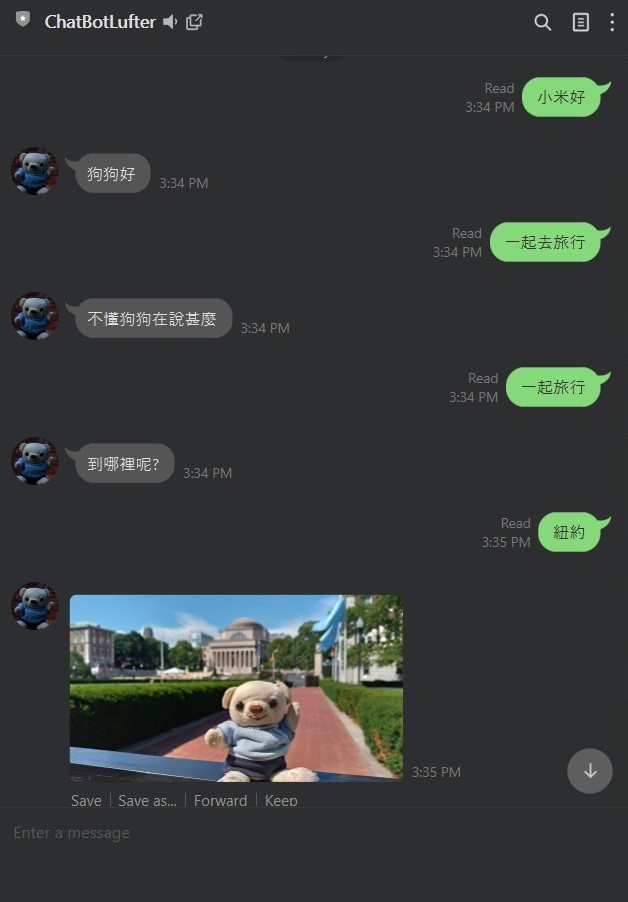 ChatBotLufter
Read
3:34 PM
小米好
狗狗好
3:34 PM
Read
3:34 PM
一起去旅行
不懂狗狗在說甚麼
3:34 PM
Read
3:34 PM
一起旅行
到哪裡呢?
3:34 PM
Read
3:35 PM
紐約
3:35 PM
Save
Save as...
Forward
Keep
Enter a message